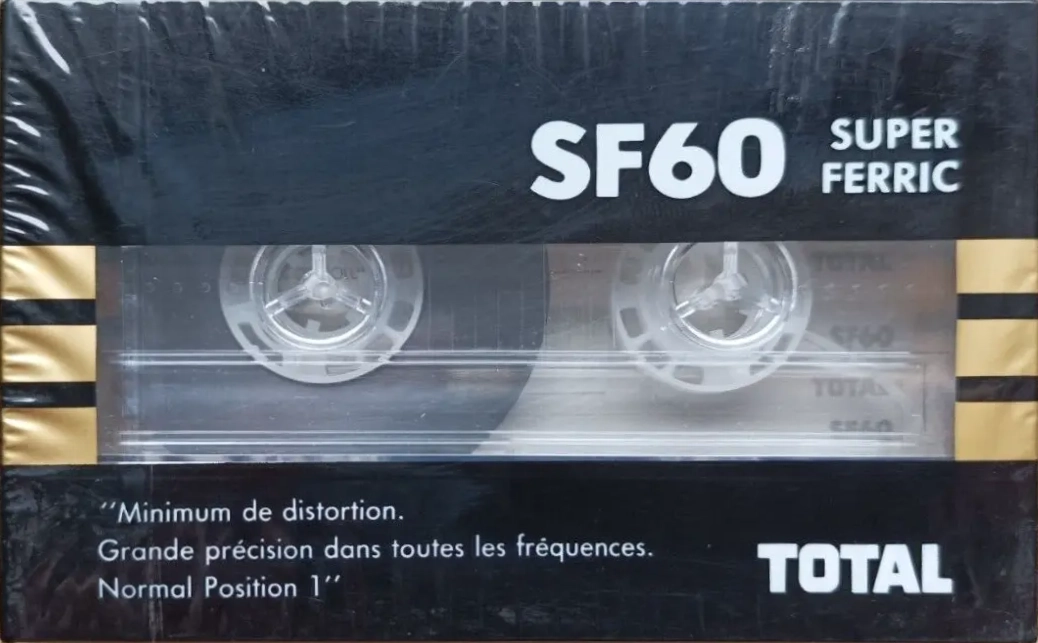 SF60
SUPER
FERRIC
TOTAL
SF60
TOTAL
SF60
''Minimum de distortion.
Grande précision dans toutes les fréquences.
Normal Position 1''
TOTAL